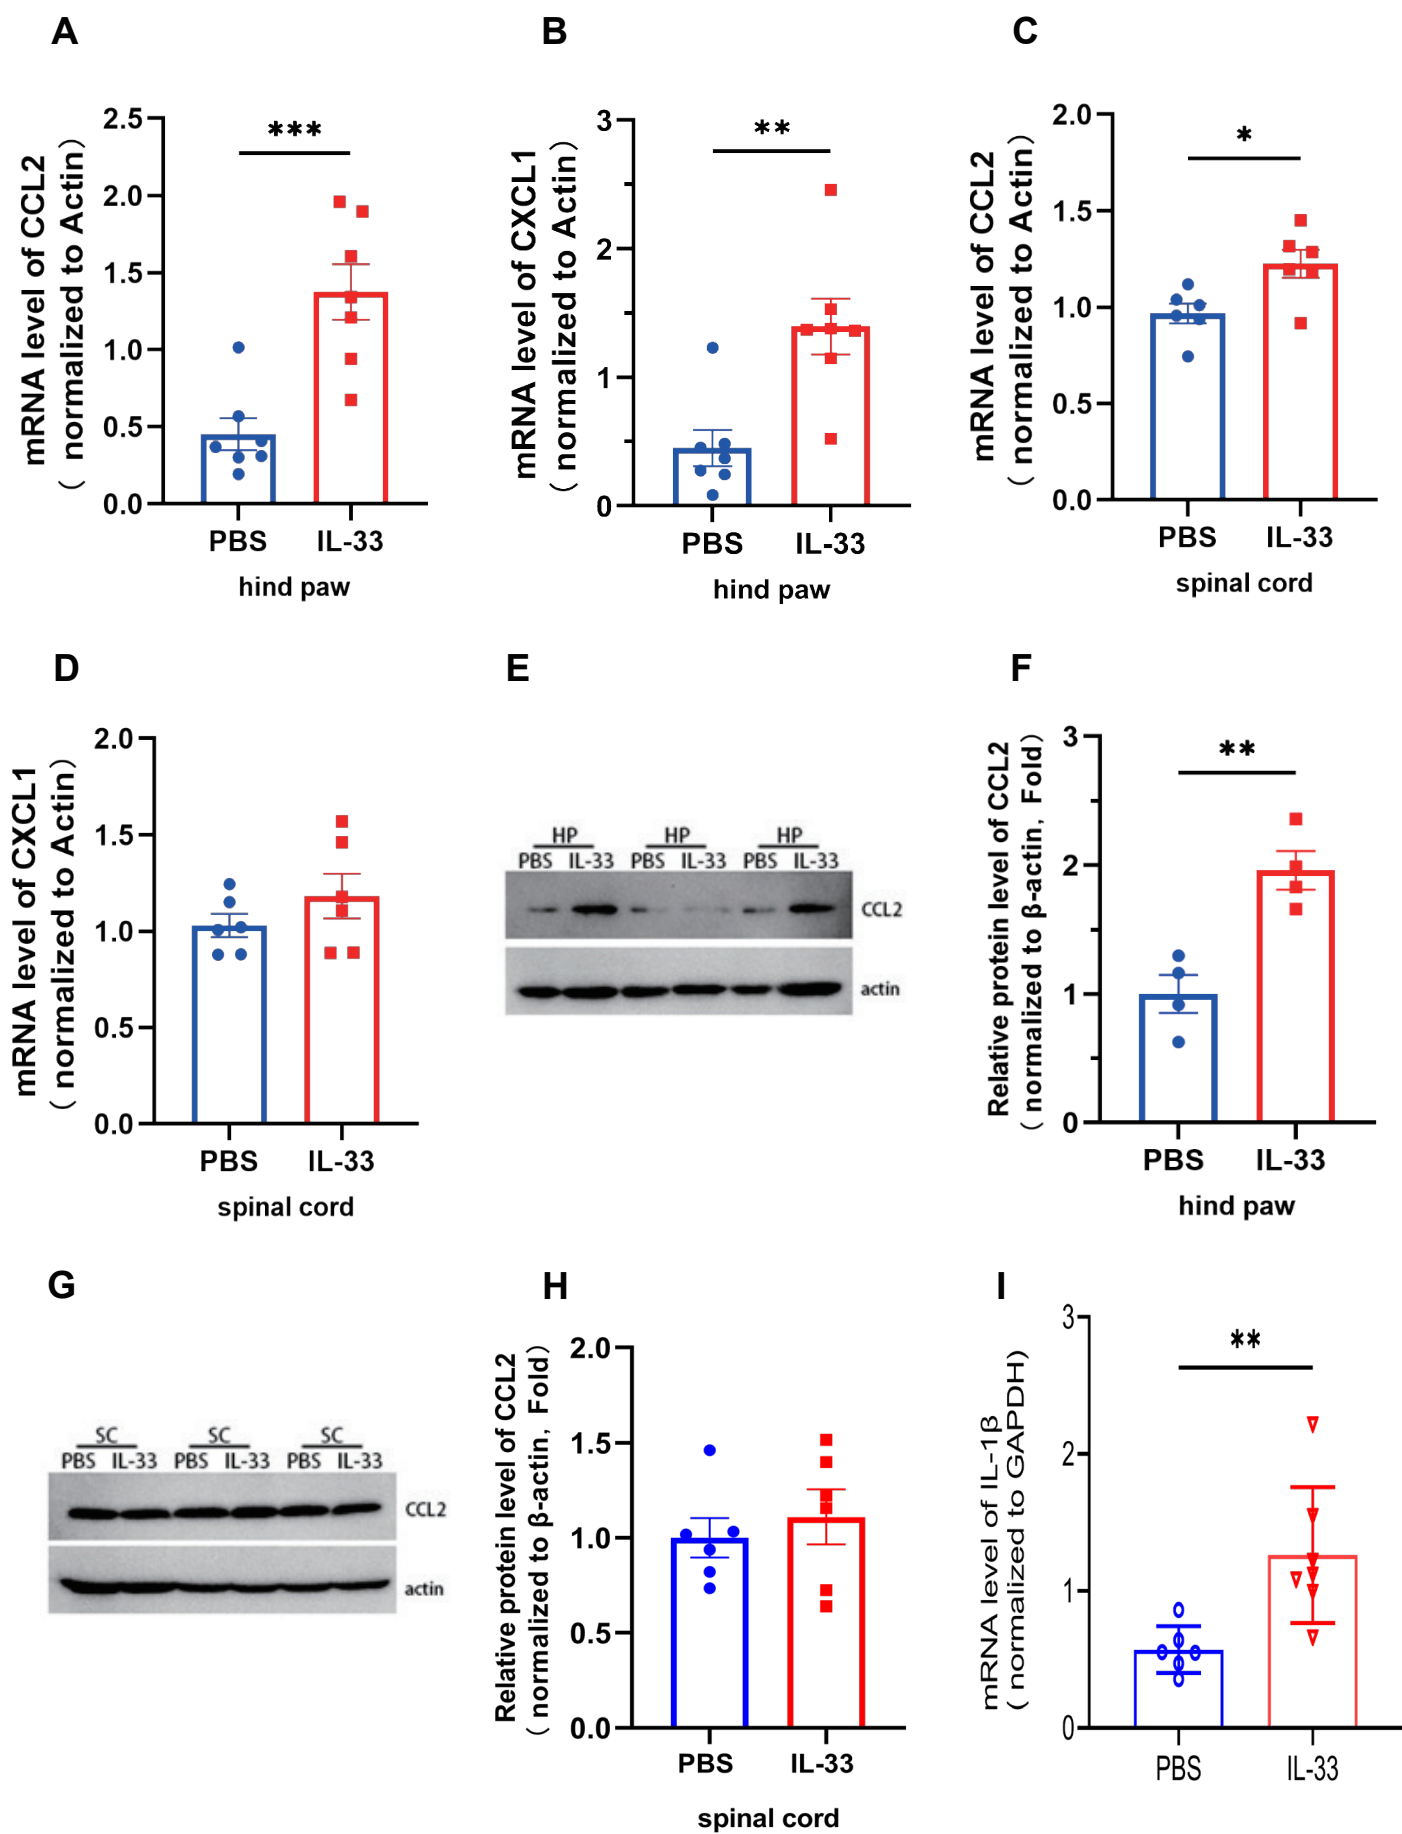 A
mRNA level of CCL2
( normalized to Actin)
2.5
2.0
1.5
1.0
0.5
0.0
***
PBS IL-33
hind paw
B
mRNA level of CXCL1
( normalized to Actin)
3
2
1
0
**
PBS IL-33
hind paw
C
mRNA level of CCL2
( normalized to Actin)
2.0
1.5
1.0
0.5
0.0
*
PBS IL-33
spinal cord
D
mRNA level of CXCL1
( normalized to Actin)
2.0
1.5
1.0
0.5
0.0
PBS IL-33
spinal cord
E
HP HP HP
PBS IL-33 PBS IL-33 PBS IL-33
CCL2
actin
F
Relative protein level of CCL2
( normalized to β-actin, Fold)
3
2
1
0
**
PBS IL-33
hind paw
G
SC SC SC
PBS IL-33 PBS IL-33 PBS IL-33
CCL2
actin
H
Relative protein level of CCL2
( normalized to β-actin, Fold)
2.0
1.5
1.0
0.5
0.0
PBS IL-33
spinal cord
I
mRNA level of IL-1β
( normalized to GAPDH)
3
2
1
0
**
PBS IL-33